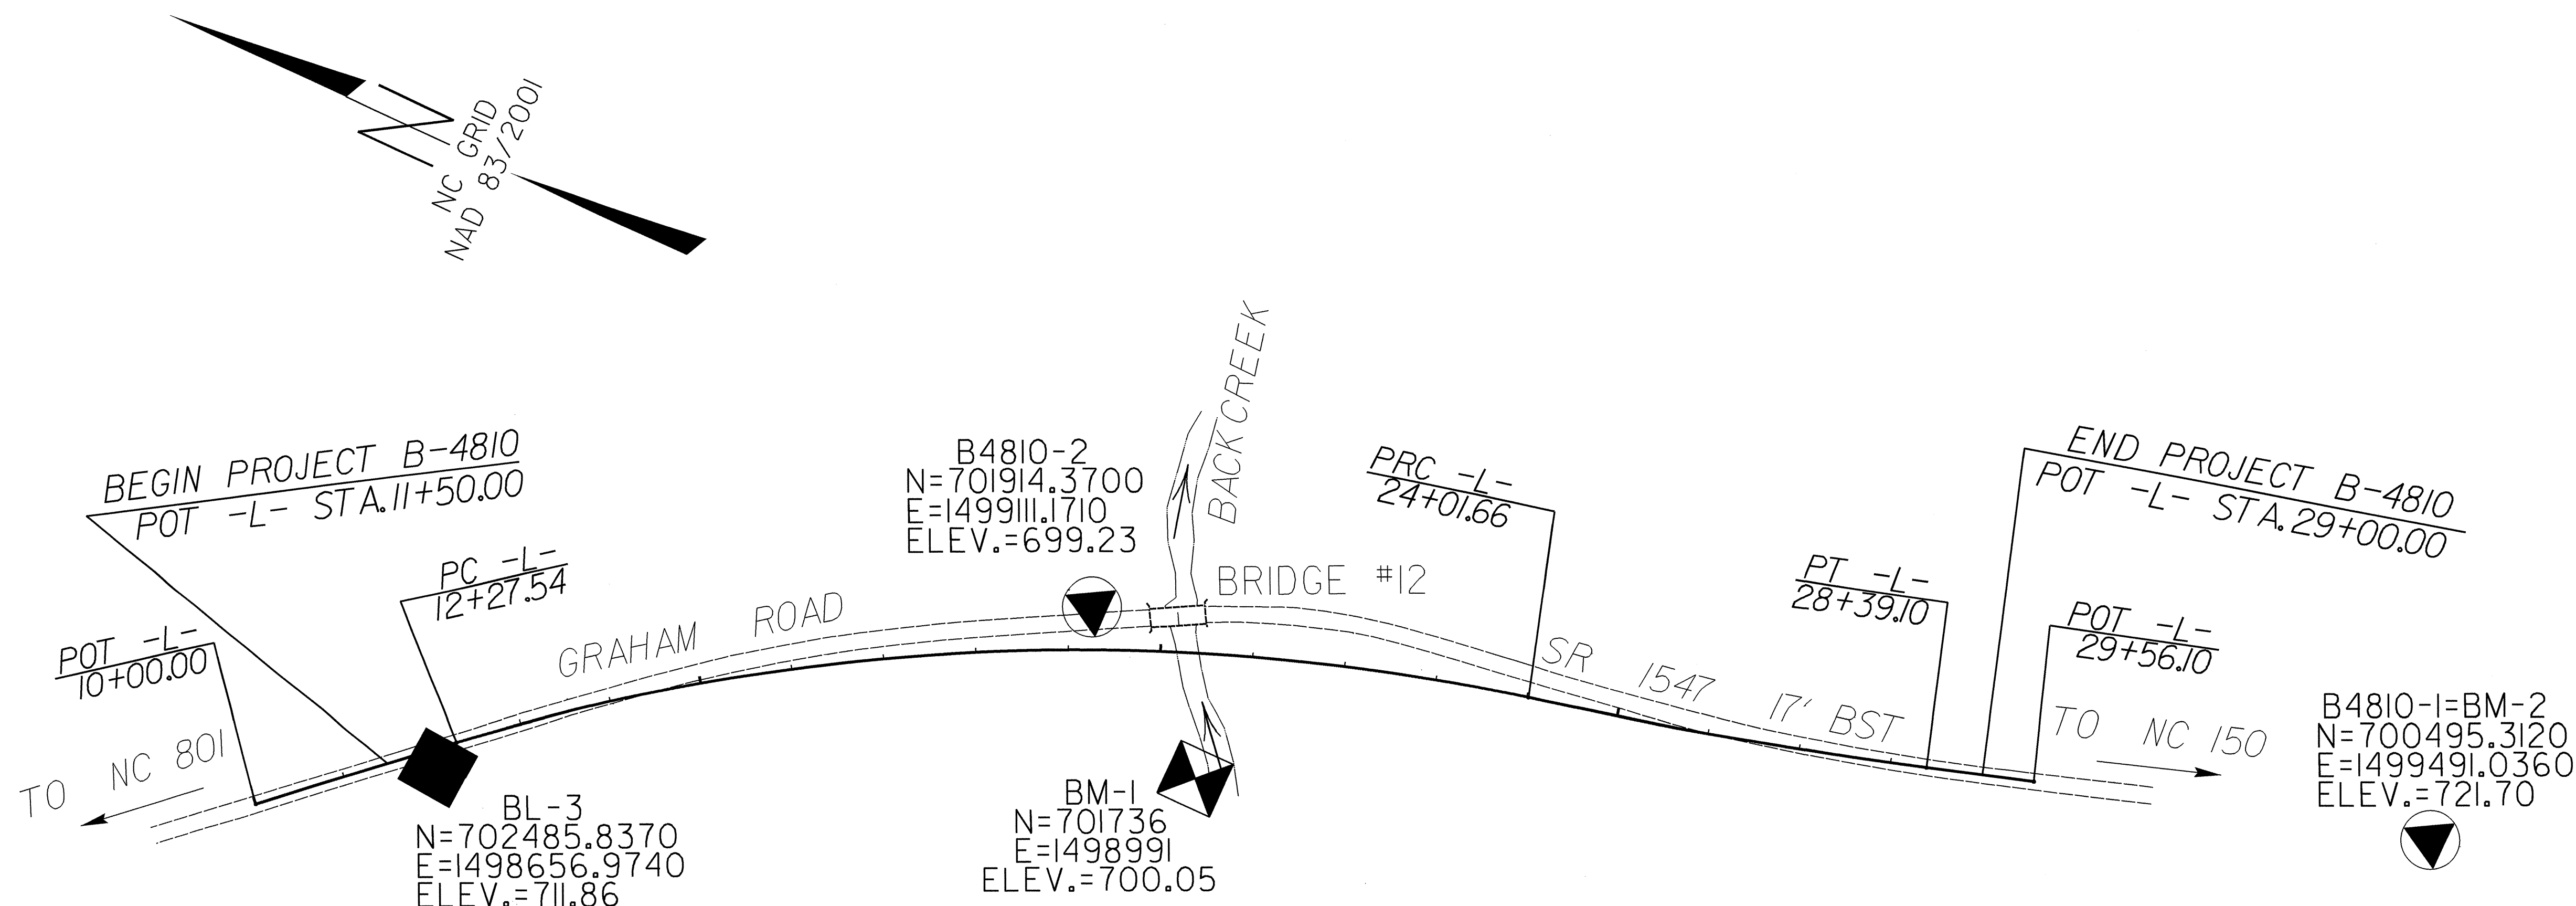 NC GRID
NAD 83/2001
BEGIN PROJECT B-4810
POT -L- STA.11+50.00
PC -L-
12+27.54
POT -L-
10+00.00
TO NC 801
GRAHAM ROAD
BL-3
N=702485.8370
E=1498656.9740
ELEV.=711.86
B4810-2
N=701914.3700
E=1499111.1710
ELEV.=699.23
BACK CREEK
BRIDGE #12
BM-1
N=701736
E=1498991
ELEV.=700.05
PRC -L-
24+01.66
SR 1547 17' BST
PT -L-
28+39.10
END PROJECT B-4810
POT -L- STA.29+00.00
POT -L-
29+56.10
TO NC 150
B4810-1=BM-2
N=700495.3120
E=1499491.0360
ELEV.=721.70